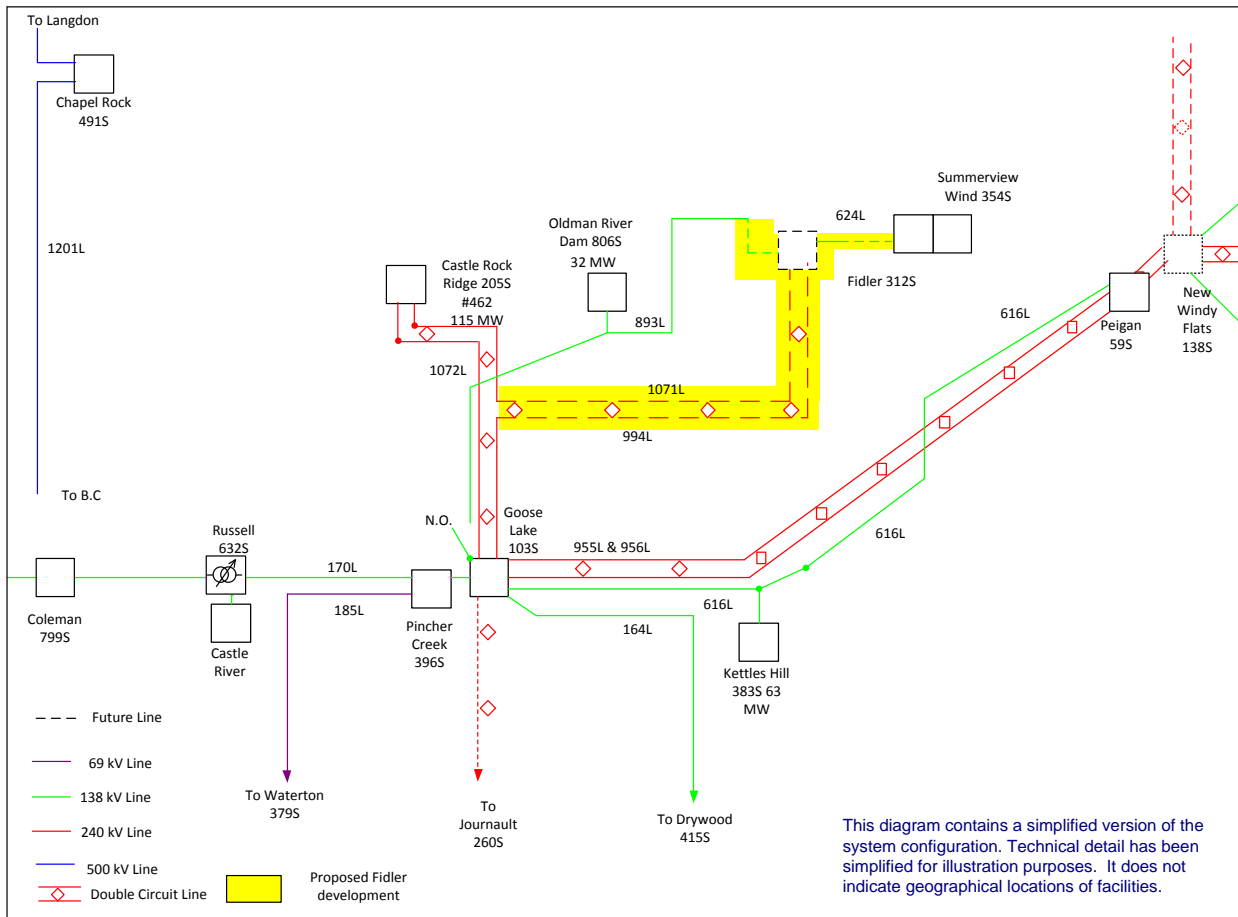 To Langdon
Chapel Rock
491S
1201L
To B.C
Castle Rock
Ridge 205S
#462
115 MW
Oldman River
Dam 806S
32 MW
893L
1072L
624L
Summerview
Wind 354S
Fidler 312S
1071L
994L
616L
Peigan
59S
New
Windy
Flats
138S
N.O.
Goose
Lake
103S
955L & 956L
616L
Russell
632S
170L
185L
616L
164L
Coleman
799S
Castle
River
Pincher
Creek
396S
Kettles Hill
383S 63
MW
Future Line
69 kV Line
138 kV Line
240 kV Line
500 kV Line
Double Circuit Line
Proposed Fidler
development
To Waterton
379S
To
Journault
260S
To Drywood
415S
This diagram contains a simplified version of the
system configuration. Technical detail has been
simplified for illustration purposes.  It does not
indicate geographical locations of facilities.